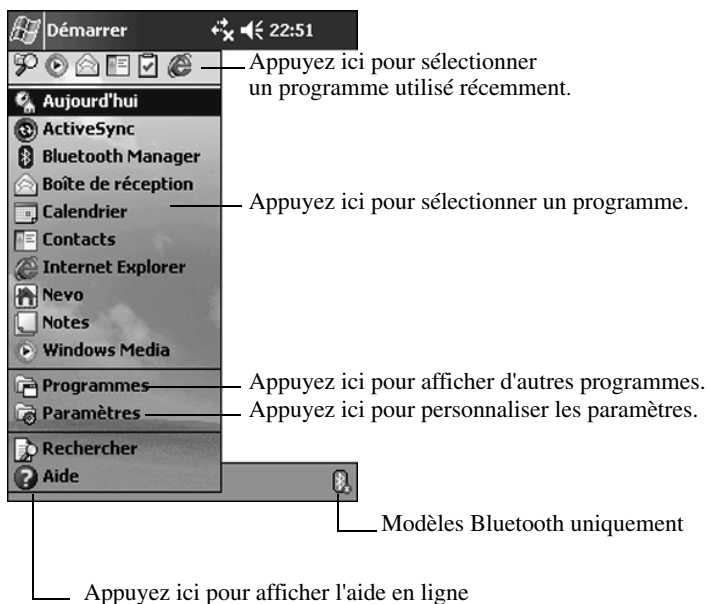 Démarrer 22:51
Appuyez ici pour sélectionner
un programme utilisé récemment.
Aujourd'hui
ActiveSync
Bluetooth Manager
Boîte de réception
Calendrier
Appuyez ici pour sélectionner un programme.
Contacts
Internet Explorer
Nevo
Notes
Windows Media
Programmes
Appuyez ici pour afficher d'autres programmes.
Paramètres
Appuyez ici pour personnaliser les paramètres.
Rechercher
Aide
Modèles Bluetooth uniquement
Appuyez ici pour afficher l'aide en ligne